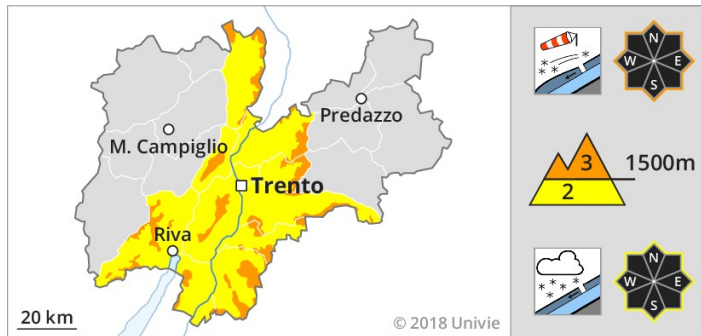 Predazzo
M. Campiglio
Trento
Riva
20 km
© 2018 Univie
N
W E
S
3 1500m
2
N
W E
S